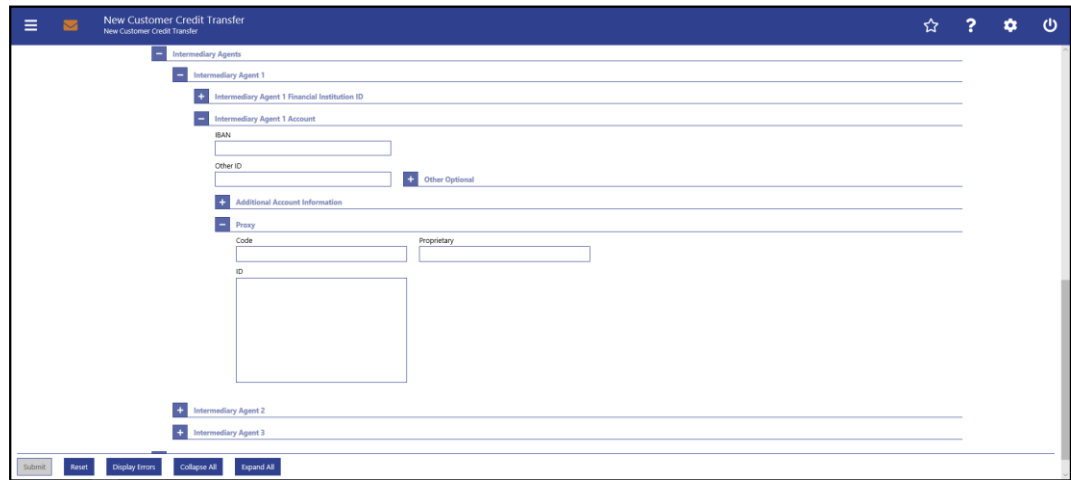 New Customer Credit Transfer
New Customer Credit Transfer
?
Intermediary Agents
Intermediary Agent 1
Intermediary Agent 1 Financial Institution ID
Intermediary Agent 1 Account
IBAN
Other ID
Other Optional
Additional Account Information
Proxy
Code Proprietary
ID
Intermediary Agent 2
Intermediary Agent 3
Submit Reset Display Errors Collapse All Expand All